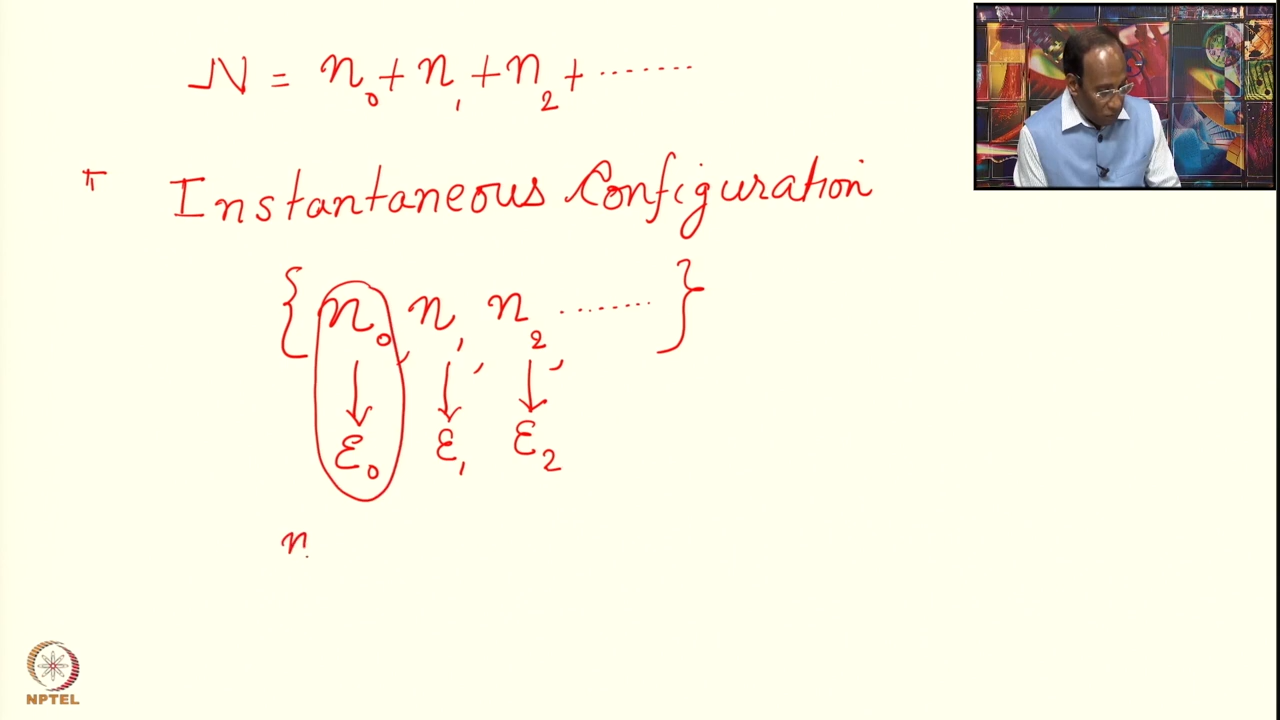 N = n₀ + n₁ + n₂ + ·······
Instantaneous Configuration
{ n₀, n₁, n₂, ······· }
↓ ↓ ↓
ε₀ ε₁ ε₂
n
NPTEL